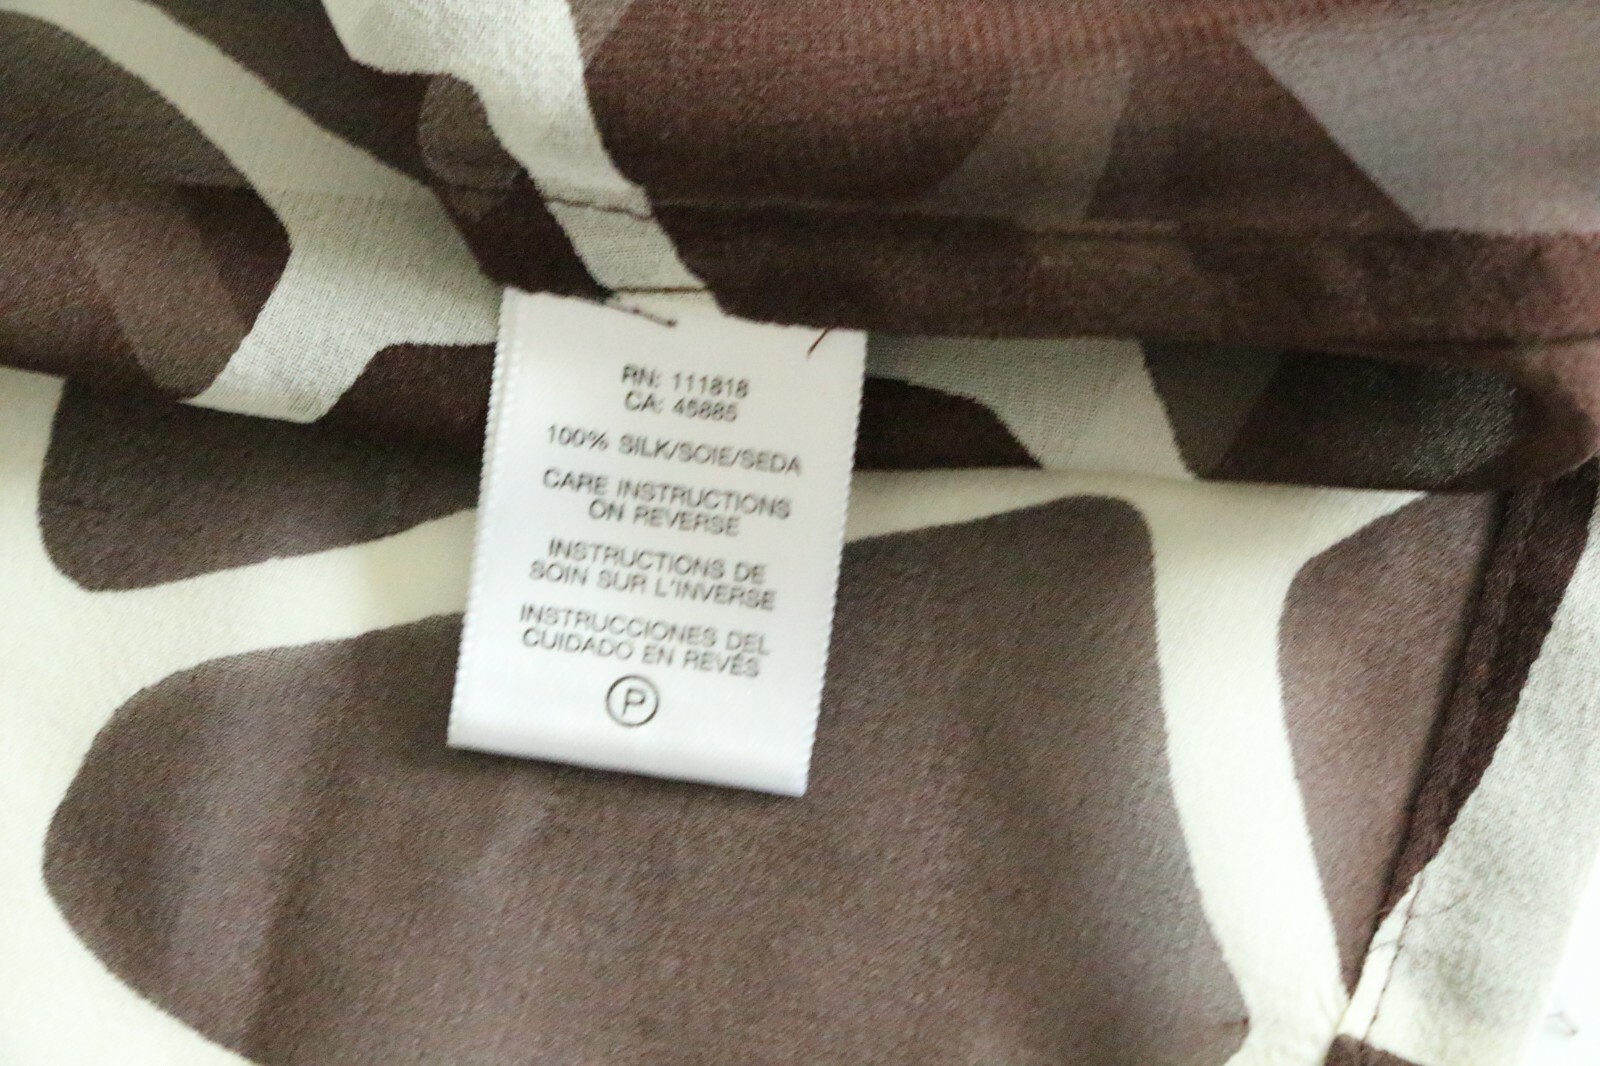 RN: 111818
CA: 45885
100% SILK/SOIE/SEDA
CARE INSTRUCTIONS
ON REVERSE
INSTRUCTIONS DE
SOIN SUR L'INVERSE
INSTRUCCIONES DEL
CUIDADO EN REVÉS
P